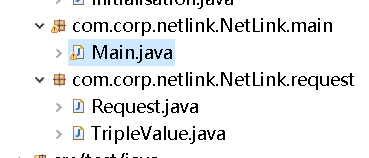 Initialisation.java
com.corp.netlink.NetLink.main
Main.java
com.corp.netlink.NetLink.request
Request.java
TripleValue.java
src/test/java